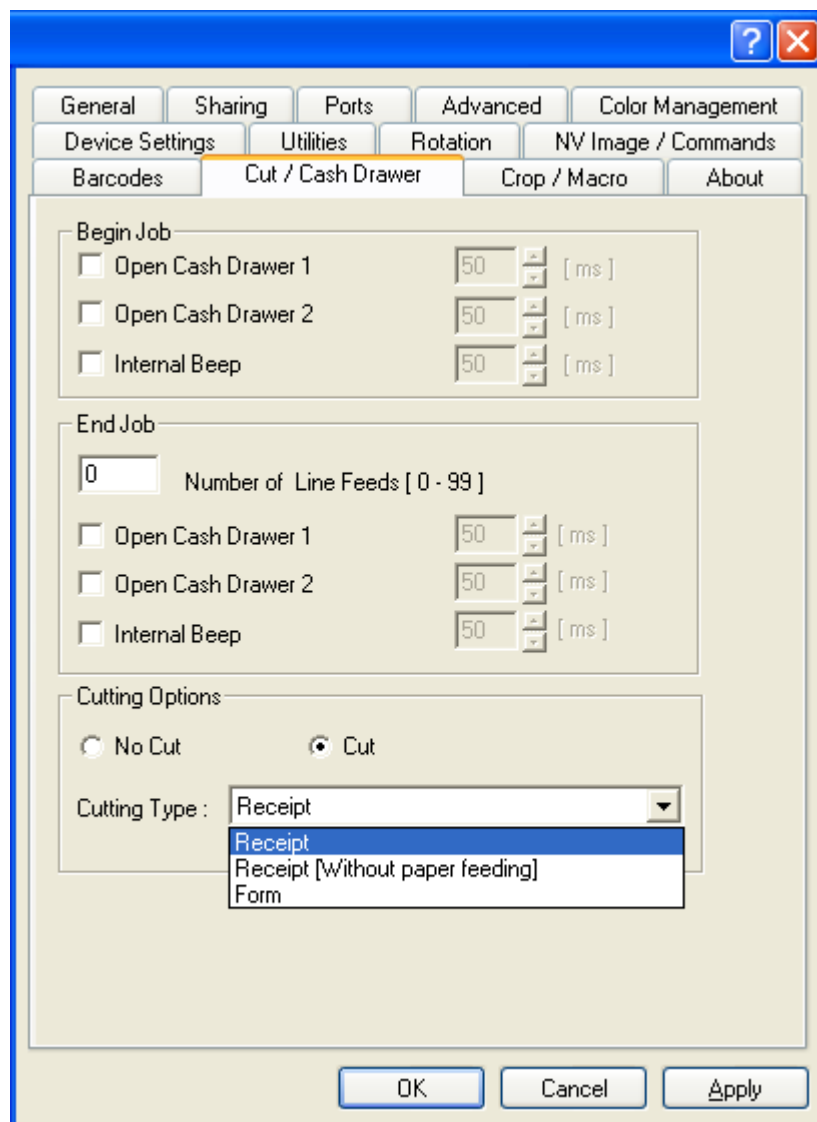 General Sharing Ports Advanced Color Management
Device Settings Utilities Rotation NV Image / Commands
Barcodes Cut / Cash Drawer Crop / Macro About
Begin Job
Open Cash Drawer 1 50 [ ms ]
Open Cash Drawer 2 50 [ ms ]
Internal Beep 50 [ ms ]
End Job
0 Number of Line Feeds [ 0 - 99 ]
Open Cash Drawer 1 50 [ ms ]
Open Cash Drawer 2 50 [ ms ]
Internal Beep 50 [ ms ]
Cutting Options
No Cut Cut
Cutting Type : Receipt
Receipt
Receipt [Without paper feeding]
Form
OK Cancel Apply